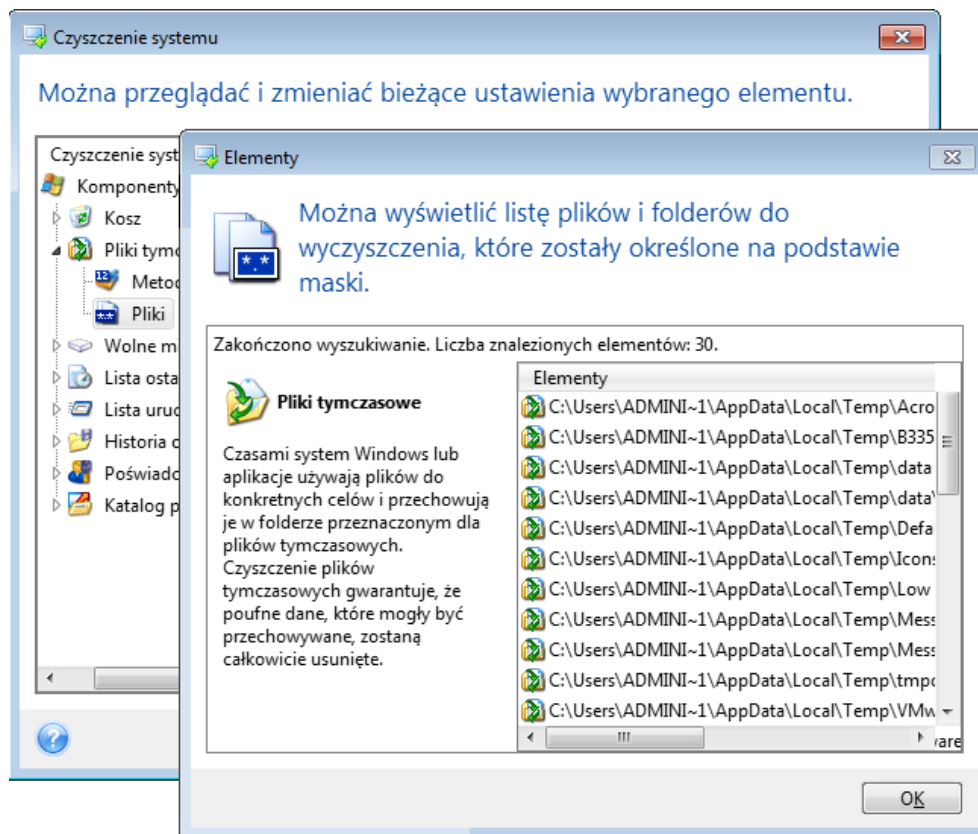 Czyszczenie systemu
Można przeglądać i zmieniać bieżące ustawienia wybranego elementu.
Czyszczenie syst
Komponenty
Kosz
Pliki tymc
Metod
Pliki
Wolne mi
Lista osta
Lista uruc
Historia
Poświadc
Katalog p
Elementy
Można wyświetlić listę plików i folderów do
wyczyszczenia, które zostały określone na podstawie
maski.
Zakończono wyszukiwanie. Liczba znalezionych elementów: 30.
Pliki tymczasowe
Czasami system Windows lub
aplikacje używają plików do
konkretnych celów i przechowują
je w folderze przeznaczonym dla
plików tymczasowych.
Czyszczenie plików
tymczasowych gwarantuje, że
poufne dane, które mogły być
przechowywane, zostaną
całkowicie usunięte.
Elementy
C:\Users\ADMINI~1\AppData\Local\Temp\Acro
C:\Users\ADMINI~1\AppData\Local\Temp\B335
C:\Users\ADMINI~1\AppData\Local\Temp\data
C:\Users\ADMINI~1\AppData\Local\Temp\data\
C:\Users\ADMINI~1\AppData\Local\Temp\Defa
C:\Users\ADMINI~1\AppData\Local\Temp\Icons
C:\Users\ADMINI~1\AppData\Local\Temp\Low
C:\Users\ADMINI~1\AppData\Local\Temp\Mess
C:\Users\ADMINI~1\AppData\Local\Temp\Mess
C:\Users\ADMINI~1\AppData\Local\Temp\tmpc
C:\Users\ADMINI~1\AppData\Local\Temp\VMw
ware
OK